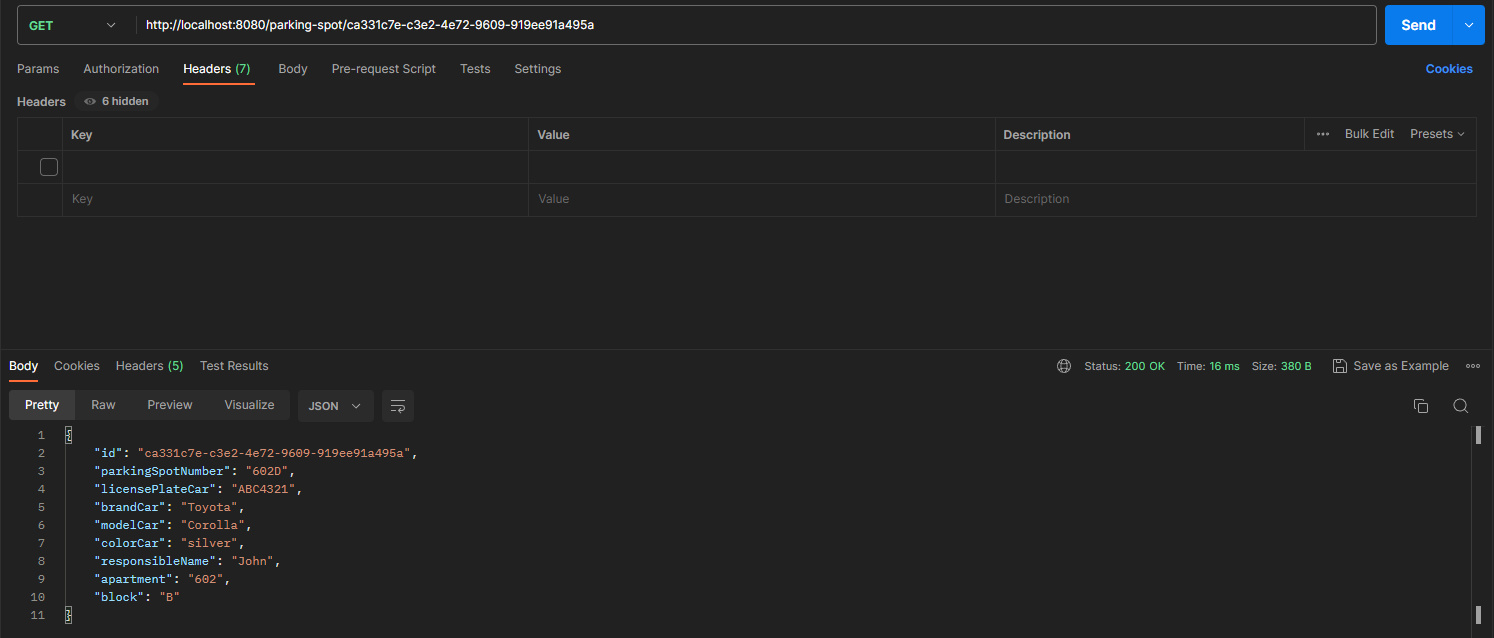 GET http://localhost:8080/parking-spot/ca331c7e-c3e2-4e72-9609-919ee91a495a Send
Params Authorization Headers (7) Body Pre-request Script Tests Settings Cookies
Headers 6 hidden
Key Value Description ••• Bulk Edit Presets
Key Value Description
Body Cookies Headers (5) Test Results Status: 200 OK Time: 16 ms Size: 380 B Save as Example
Pretty Raw Preview Visualize JSON
1 {
2 "id": "ca331c7e-c3e2-4e72-9609-919ee91a495a",
3 "parkingSpotNumber": "602D",
4 "licensePlateCar": "ABC4321",
5 "brandCar": "Toyota",
6 "modelCar": "Corolla",
7 "colorCar": "silver",
8 "responsibleName": "John",
9 "apartment": "602",
10 "block": "B"
11 }